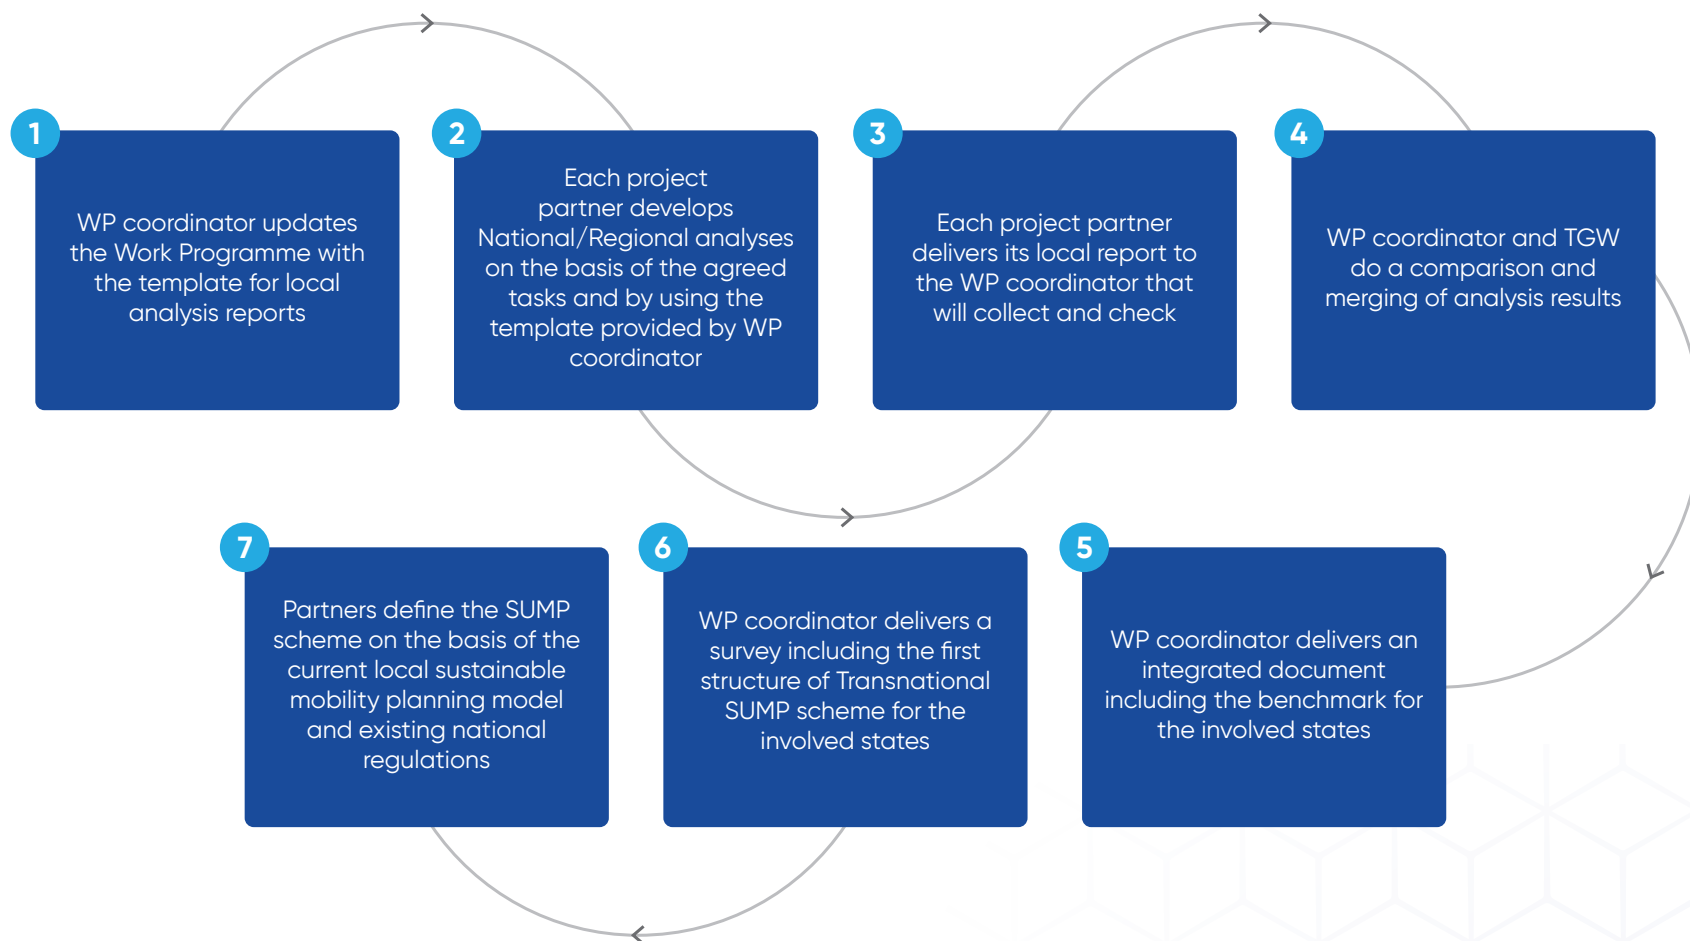 1
WP coordinator updates
the Work Programme with
the template for local
analysis reports
2
Each project
partner develops
National/Regional analyses
on the basis of the agreed
tasks and by using the
template provided by WP
coordinator
3
Each project partner
delivers its local report to
the WP coordinator that
will collect and check
4
WP coordinator and TGW
do a comparison and
merging of analysis results
5
WP coordinator delivers an
integrated document
including the benchmark for
the involved states
6
WP coordinator delivers a
survey including the first
structure of Transnational
SUMP scheme for the
involved states
7
Partners define the SUMP
scheme on the basis of the
current local sustainable
mobility planning model
and existing national
regulations